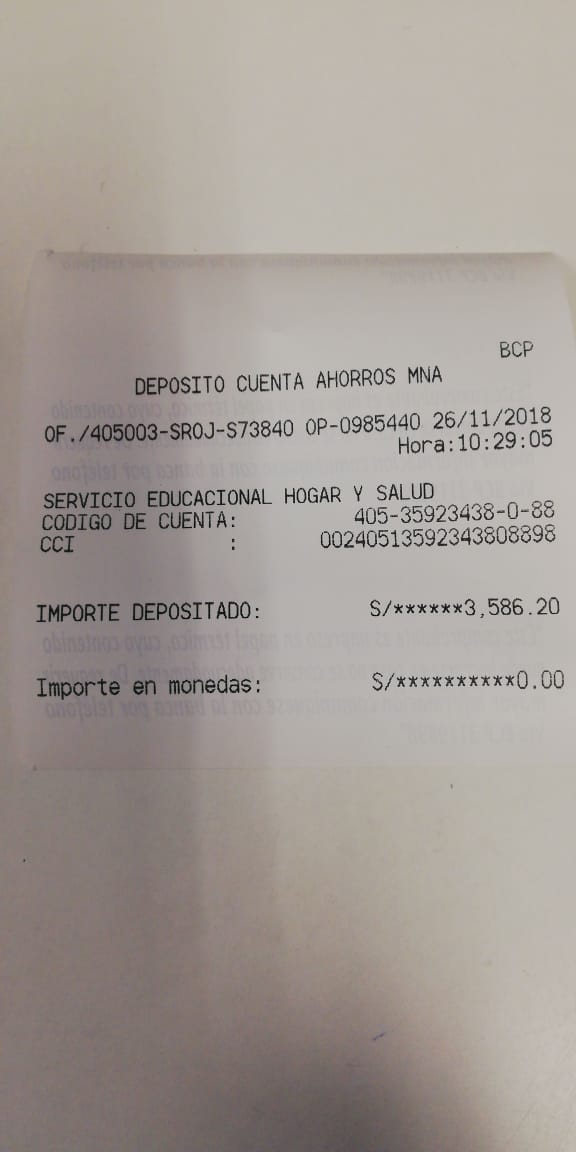 BCP
DEPOSITO CUENTA AHORROS MNA
OF./405003-SROJ-S73840 OP-0985440 26/11/2018
Hora:10:29:05
SERVICIO EDUCACIONAL HOGAR Y SALUD
CODIGO DE CUENTA: 405-35923438-0-88
CCI : 00240513592343808898
IMPORTE DEPOSITADO: S/******3,586.20
Importe en monedas: S/**********0.00